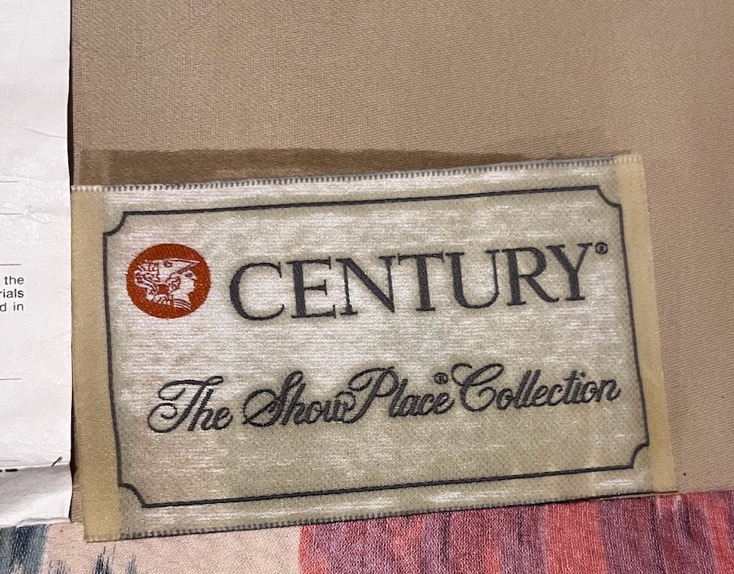 CENTURY®
The ShowPlace® Collection
the
rials
d in